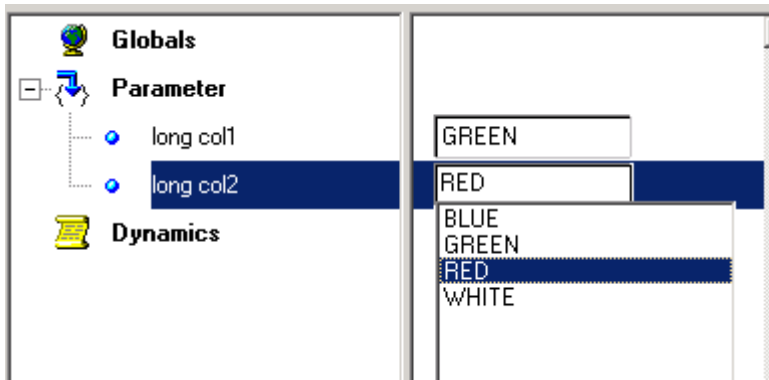 Globals
Parameter
long col1 GREEN
long col2 RED
BLUE
GREEN
RED
WHITE
Dynamics